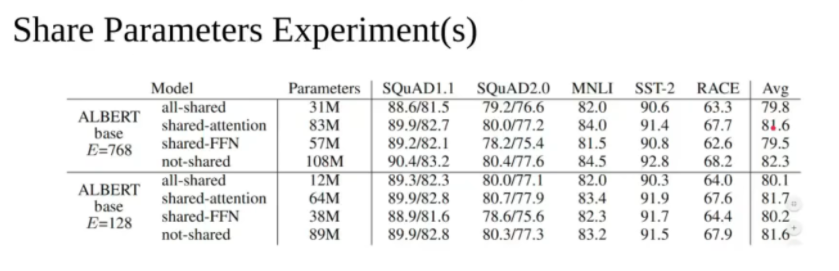 Share Parameters Experiment(s)
Model Parameters SQuAD1.1 SQuAD2.0 MNLI SST-2 RACE Avg
ALBERT base E=768
all-shared 31M 88.6/81.5 79.2/76.6 82.0 90.6 63.3 79.8
shared-attention 83M 89.9/82.7 80.0/77.2 84.0 91.4 67.7 81.6
shared-FFN 57M 89.2/82.1 78.2/75.4 81.5 90.8 62.6 79.5
not-shared 108M 90.4/83.2 80.4/77.6 84.5 92.8 68.2 82.3
ALBERT base E=128
all-shared 12M 89.3/82.3 80.0/77.1 82.0 90.3 64.0 80.1
shared-attention 64M 89.9/82.8 80.7/77.9 83.4 91.9 67.6 81.7
shared-FFN 38M 88.9/81.6 78.6/75.6 82.3 91.7 64.4 80.2
not-shared 89M 89.9/82.8 80.3/77.3 83.2 91.5 67.9 81.6